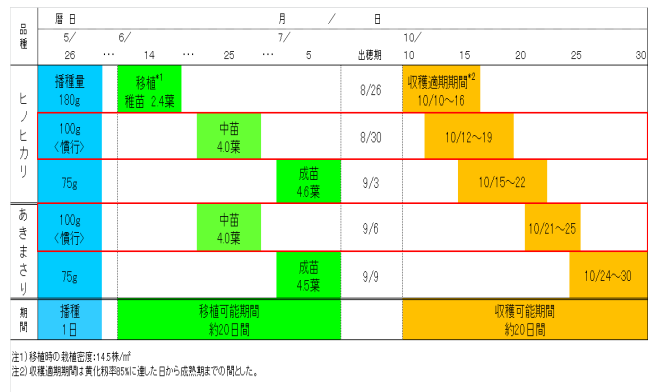 品種 暦日 月 / 日
5/ 6/ 7/ 10/
26 … 14 … 25 … 5 出穂期 10 15 20 25 30
ヒノヒカリ
播種量 180g 移植*1 稚苗 2.4葉 8/26 収穫適期期間*2 10/10～16
100g <慣行> 中苗 4.0葉 8/30 10/12～19
75g 成苗 4.6葉 9/3 10/15～22
あきまさり
100g <慣行> 中苗 4.0葉 9/6 10/21～25
75g 成苗 4.5葉 9/9 10/24～30
期間 播種 1日 移植可能期間 約20日間 収穫可能期間 約20日間
注1)移植時の栽植密度:14.5株/㎡
注2)収穫適期期間は黄化籾率85%に達した日から成熟期までの間とした。